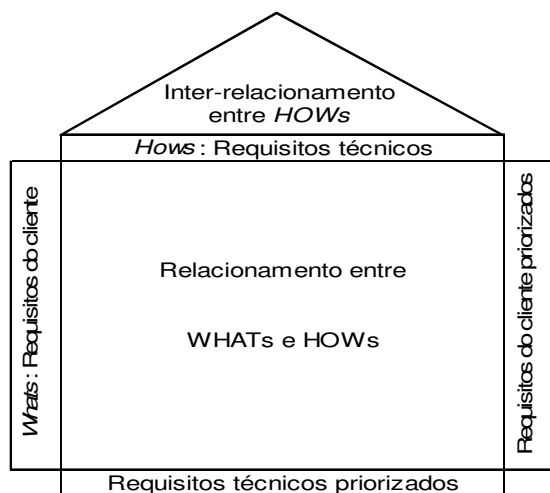 Inter-relacionamento
entre HOWs
Hows : Requisitos técnicos
Whats : Requisitos do cliente
Relacionamento entre
WHATs e HOWs
Requisitos do cliente priorizados
Requisitos técnicos priorizados